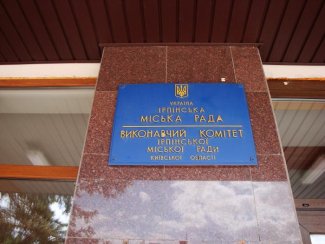 УКРАЇНА
ІРПІНСЬКА
МІСЬКА РАДА
ВИКОНАВЧИЙ КОМІТЕТ
ІРПІНСЬКОЇ
МІСЬКОЇ РАДИ
КИЇВСЬКОЇ ОБЛАСТІ